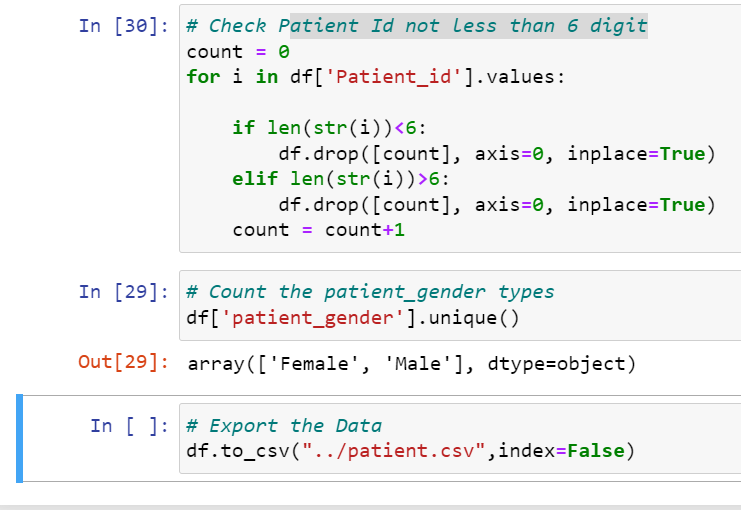 In [30]: # Check Patient Id not less than 6 digit
count = 0
for i in df['Patient_id'].values:
if len(str(i))<6:
df.drop([count], axis=0, inplace=True)
elif len(str(i))>6:
df.drop([count], axis=0, inplace=True)
count = count+1
In [29]: # Count the patient_gender types
df['patient_gender'].unique()
Out[29]: array(['Female', 'Male'], dtype=object)
In [ ]: # Export the Data
df.to_csv("../patient.csv",index=False)